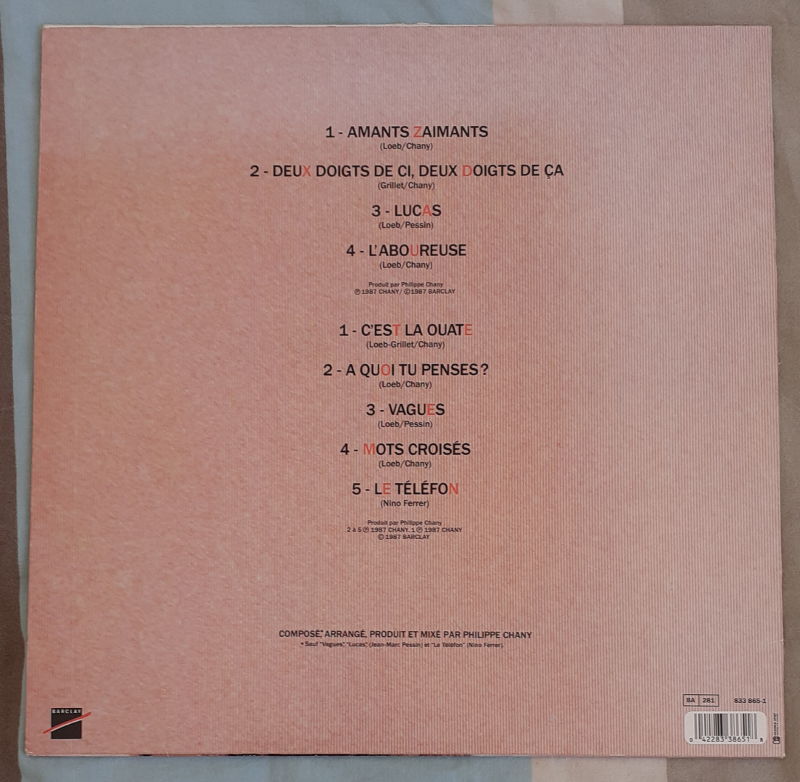 1 - AMANTS ZAIMANTS
(Loeb/Chany)
2 - DEUX DOIGTS DE CI, DEUX DOIGTS DE ÇA
(Grillet/Chany)
3 - LUCAS
(Loeb/Pessin)
4 - L'ABOUREUSE
(Loeb/Chany)
Produit par Philippe Chany
℗ 1987 CHANY/ © 1987 BARCLAY
1 - C'EST LA OUATE
(Loeb-Grillet/Chany)
2 - A QUOI TU PENSES ?
(Loeb/Chany)
3 - VAGUES
(Loeb/Pessin)
4 - MOTS CROISÉS
(Loeb/Chany)
5 - LE TÉLÉFON
(Nino Ferrer)
Produit par Philippe Chany
2 à 5 ℗ 1987 CHANY. 1 ℗ 1987 CHANY
© 1987 BARCLAY
COMPOSÉ*, ARRANGÉ, PRODUIT ET MIXÉ PAR PHILIPPE CHANY
* Sauf "Vagues", "Lucas", (Jean-Marc Pessin) et "Le Téléfon" (Nino Ferrer).
BARCLAY
BA 281 833 865-1
0 42283 38651 8